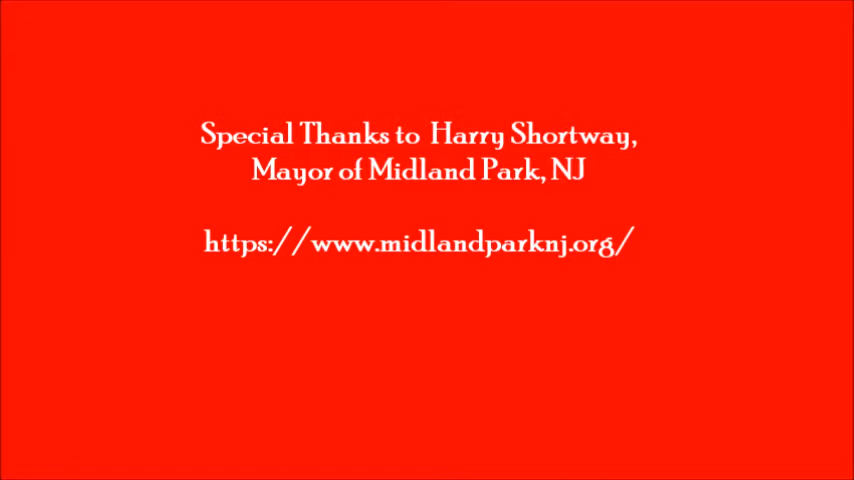 Special Thanks to Harry Shortway,
Mayor of Midland Park, NJ
https://www.midlandparknj.org/